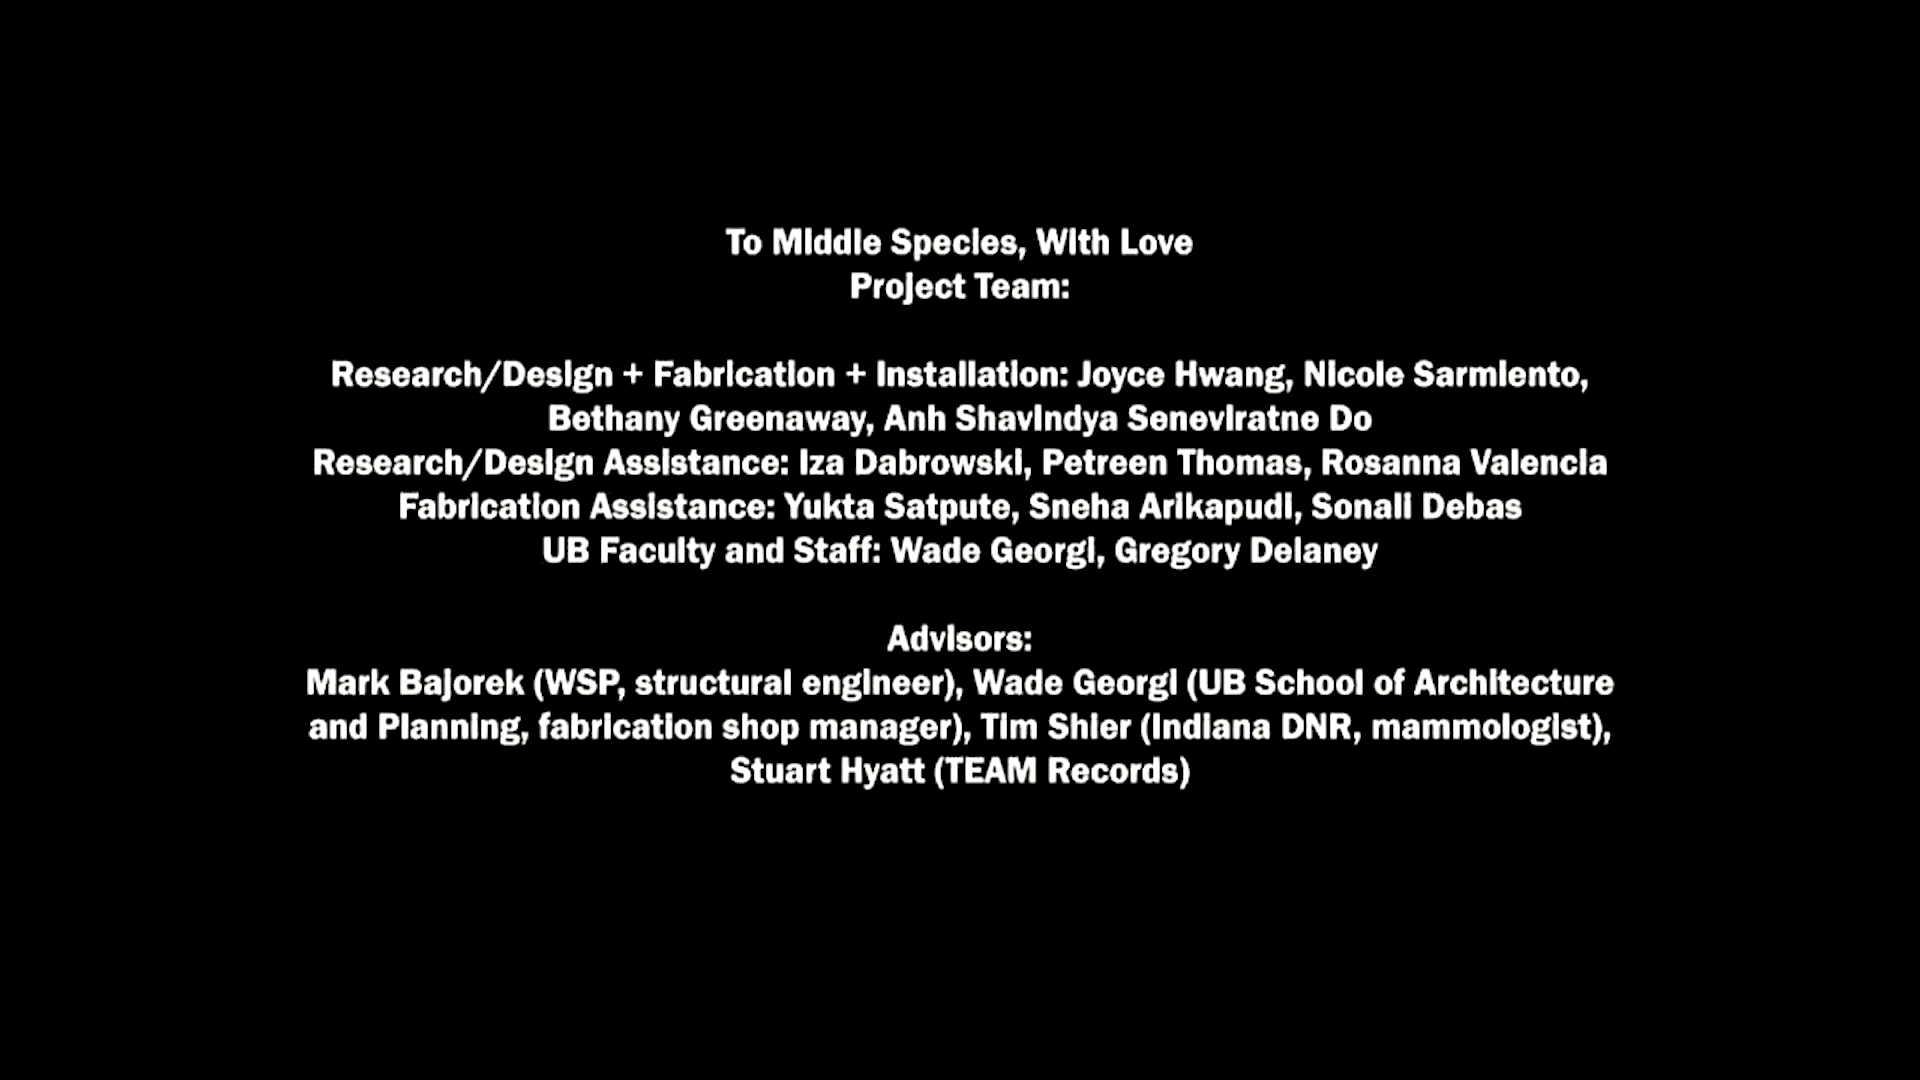 To Middle Species, With Love
Project Team:
Research/Design + Fabrication + Installation: Joyce Hwang, Nicole Sarmiento,
Bethany Greenaway, Anh Shavindya Seneviratne Do
Research/Design Assistance: Iza Dabrowski, Petreen Thomas, Rosanna Valencia
Fabrication Assistance: Yukta Satpute, Sneha Arikapudi, Sonali Debas
UB Faculty and Staff: Wade Georgi, Gregory Delaney
Advisors:
Mark Bajorek (WSP, structural engineer), Wade Georgi (UB School of Architecture
and Planning, fabrication shop manager), Tim Shier (Indiana DNR, mammologist),
Stuart Hyatt (TEAM Records)